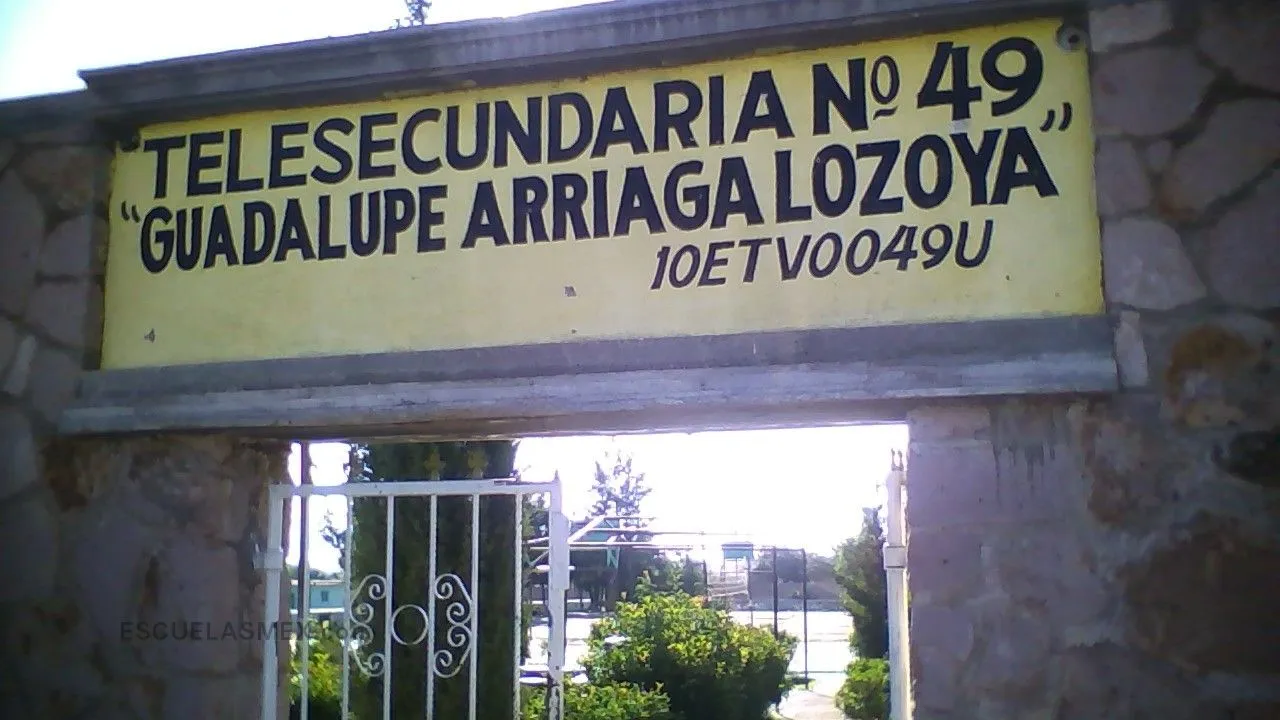 "TELESECUNDARIA Nº 49
"GUADALUPE ARRIAGA LOZOYA"
10ETV0049U